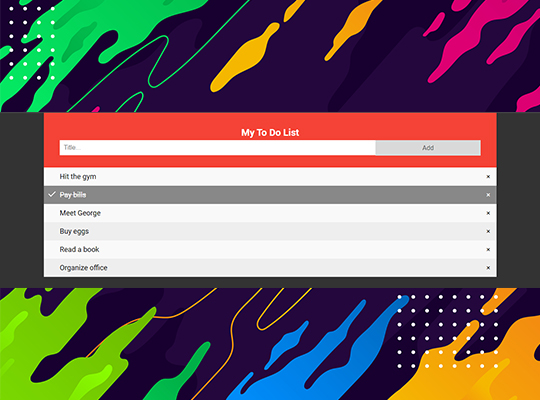 My To Do List
Title...
Add
Hit the gym ×
Pay bills ×
Meet George ×
Buy eggs ×
Read a book ×
Organize office ×